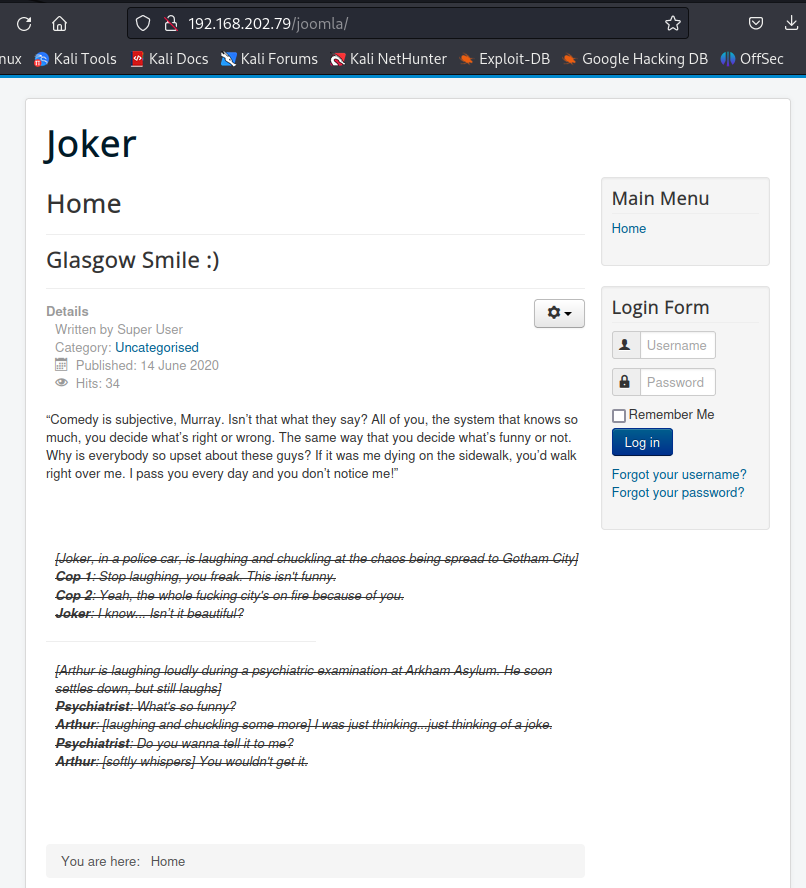 192.168.202.79/joomla/
nux Kali Tools Kali Docs Kali Forums Kali NetHunter Exploit-DB Google Hacking DB OffSec
Joker
Home
Glasgow Smile :)
Details
Written by Super User
Category: Uncategorised
Published: 14 June 2020
Hits: 34
“Comedy is subjective, Murray. Isn’t that what they say? All of you, the system that knows so
much, you decide what’s right or wrong. The same way that you decide what’s funny or not.
Why is everybody so upset about these guys? If it was me dying on the sidewalk, you’d walk
right over me. I pass you every day and you don’t notice me!”
[Joker, in a police car, is laughing and chuckling at the chaos being spread to Gotham City]
Cop 1: Stop laughing, you freak. This isn't funny.
Cop 2: Yeah, the whole fucking city's on fire because of you.
Joker: I know... Isn’t it beautiful?
[Arthur is laughing loudly during a psychiatric examination at Arkham Asylum. He soon
settles down, but still laughs]
Psychiatrist: What's so funny?
Arthur: [laughing and chuckling some more] I was just thinking...just thinking of a joke.
Psychiatrist: Do you wanna tell it to me?
Arthur: [softly whispers] You wouldn't get it.
You are here: Home
Main Menu
Home
Login Form
Username
Password
Remember Me
Log in
Forgot your username?
Forgot your password?